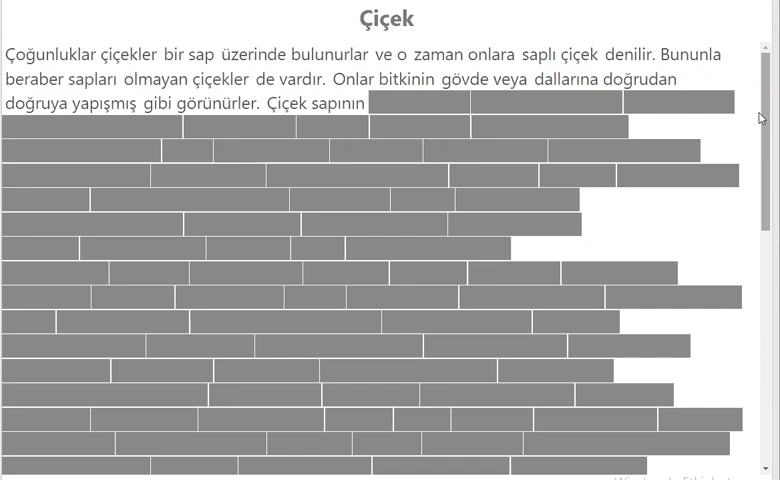 Çiçek
Çoğunluklar çiçekler bir sap üzerinde bulunurlar ve o zaman onlara saplı çiçek denilir. Bununla
beraber sapları olmayan çiçekler de vardır. Onlar bitkinin gövde veya dallarına doğrudan
doğruya yapışmış gibi görünürler. Çiçek sapının